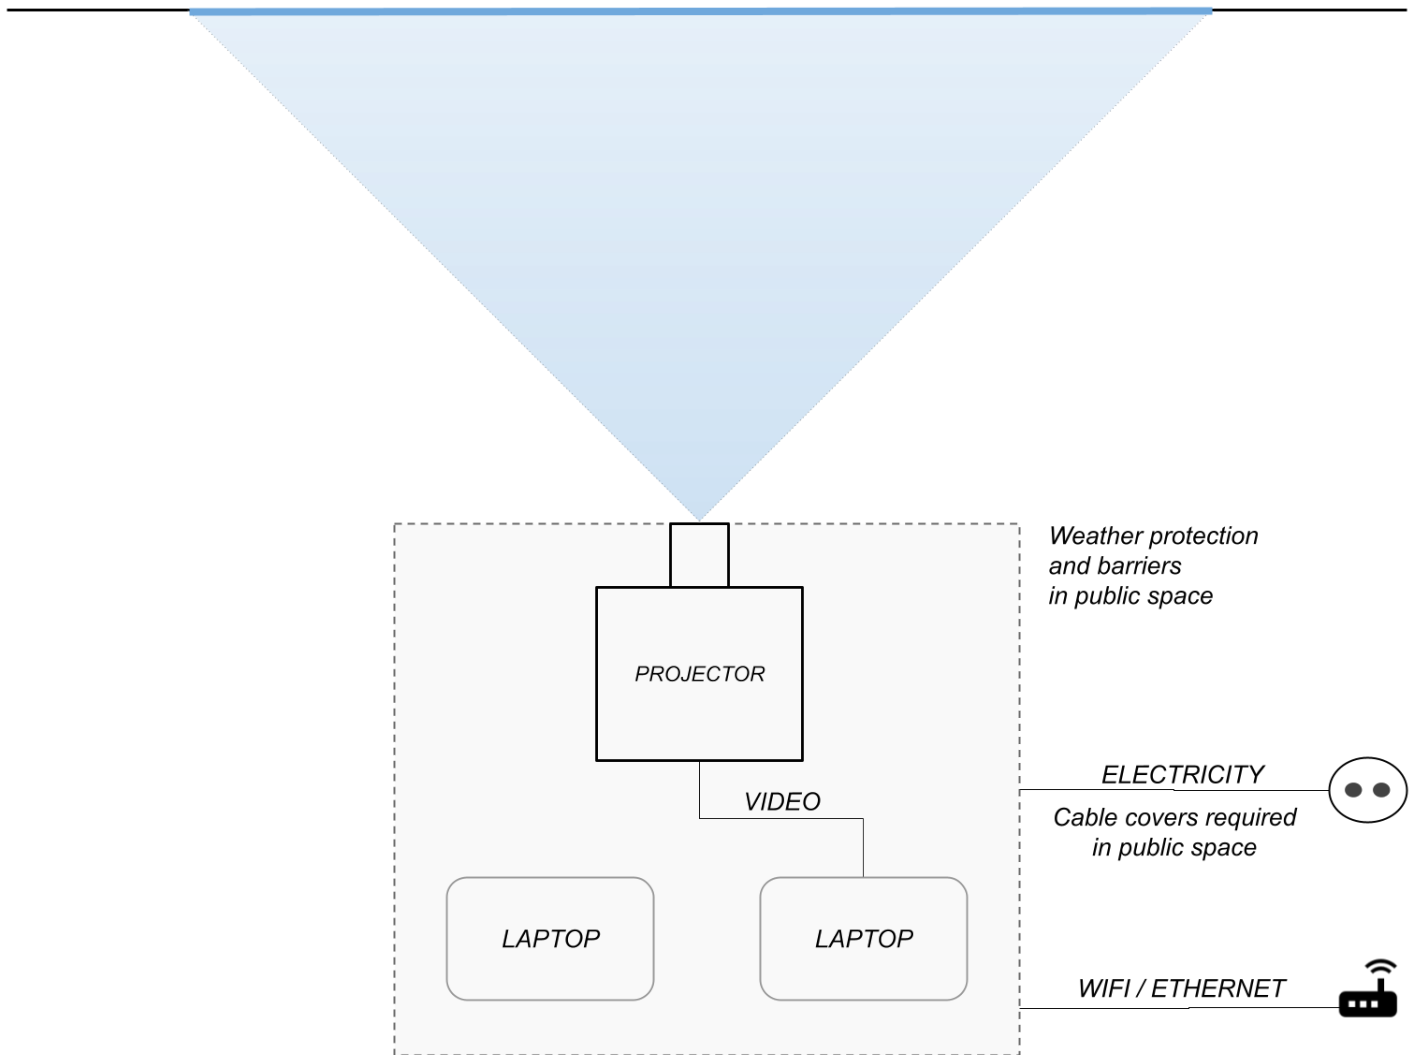 Weather protection
and barriers
in public space
PROJECTOR
ELECTRICITY
VIDEO
Cable covers required
in public space
LAPTOP
LAPTOP
WIFI / ETHERNET